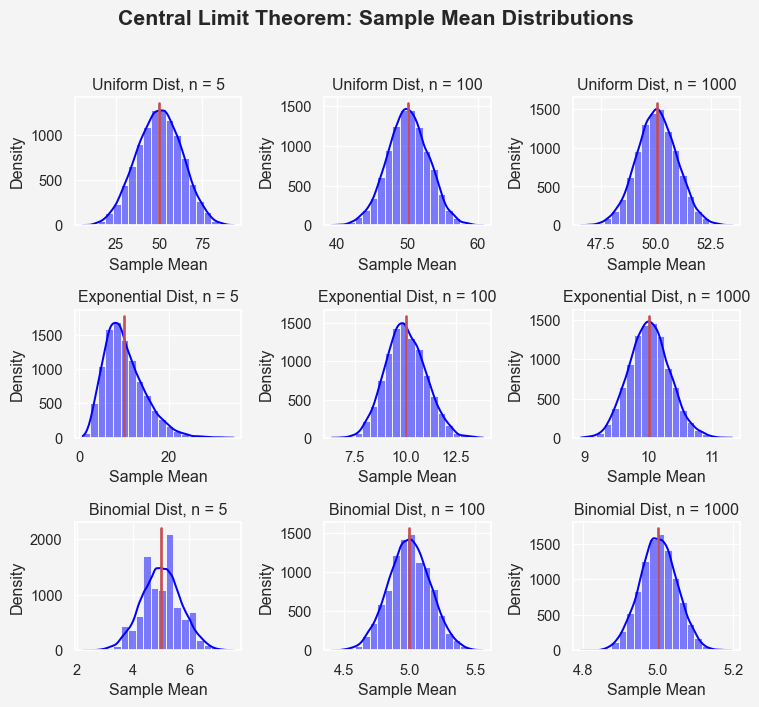 Central Limit Theorem: Sample Mean Distributions
Uniform Dist, n = 5
Density
1000
500
0
25 50 75
Sample Mean
Uniform Dist, n = 100
Density
1500
1000
500
0
40 50 60
Sample Mean
Uniform Dist, n = 1000
Density
1500
1000
500
0
47.5 50.0 52.5
Sample Mean
Exponential Dist, n = 5
Density
1500
1000
500
0
0 20
Sample Mean
Exponential Dist, n = 100
Density
1500
1000
500
0
7.5 10.0 12.5
Sample Mean
Exponential Dist, n = 1000
Density
1500
1000
500
0
9 10 11
Sample Mean
Binomial Dist, n = 5
Density
2000
1000
0
2 4 6
Sample Mean
Binomial Dist, n = 100
Density
1500
1000
500
0
4.5 5.0 5.5
Sample Mean
Binomial Dist, n = 1000
Density
1500
1000
500
0
4.8 5.0 5.2
Sample Mean